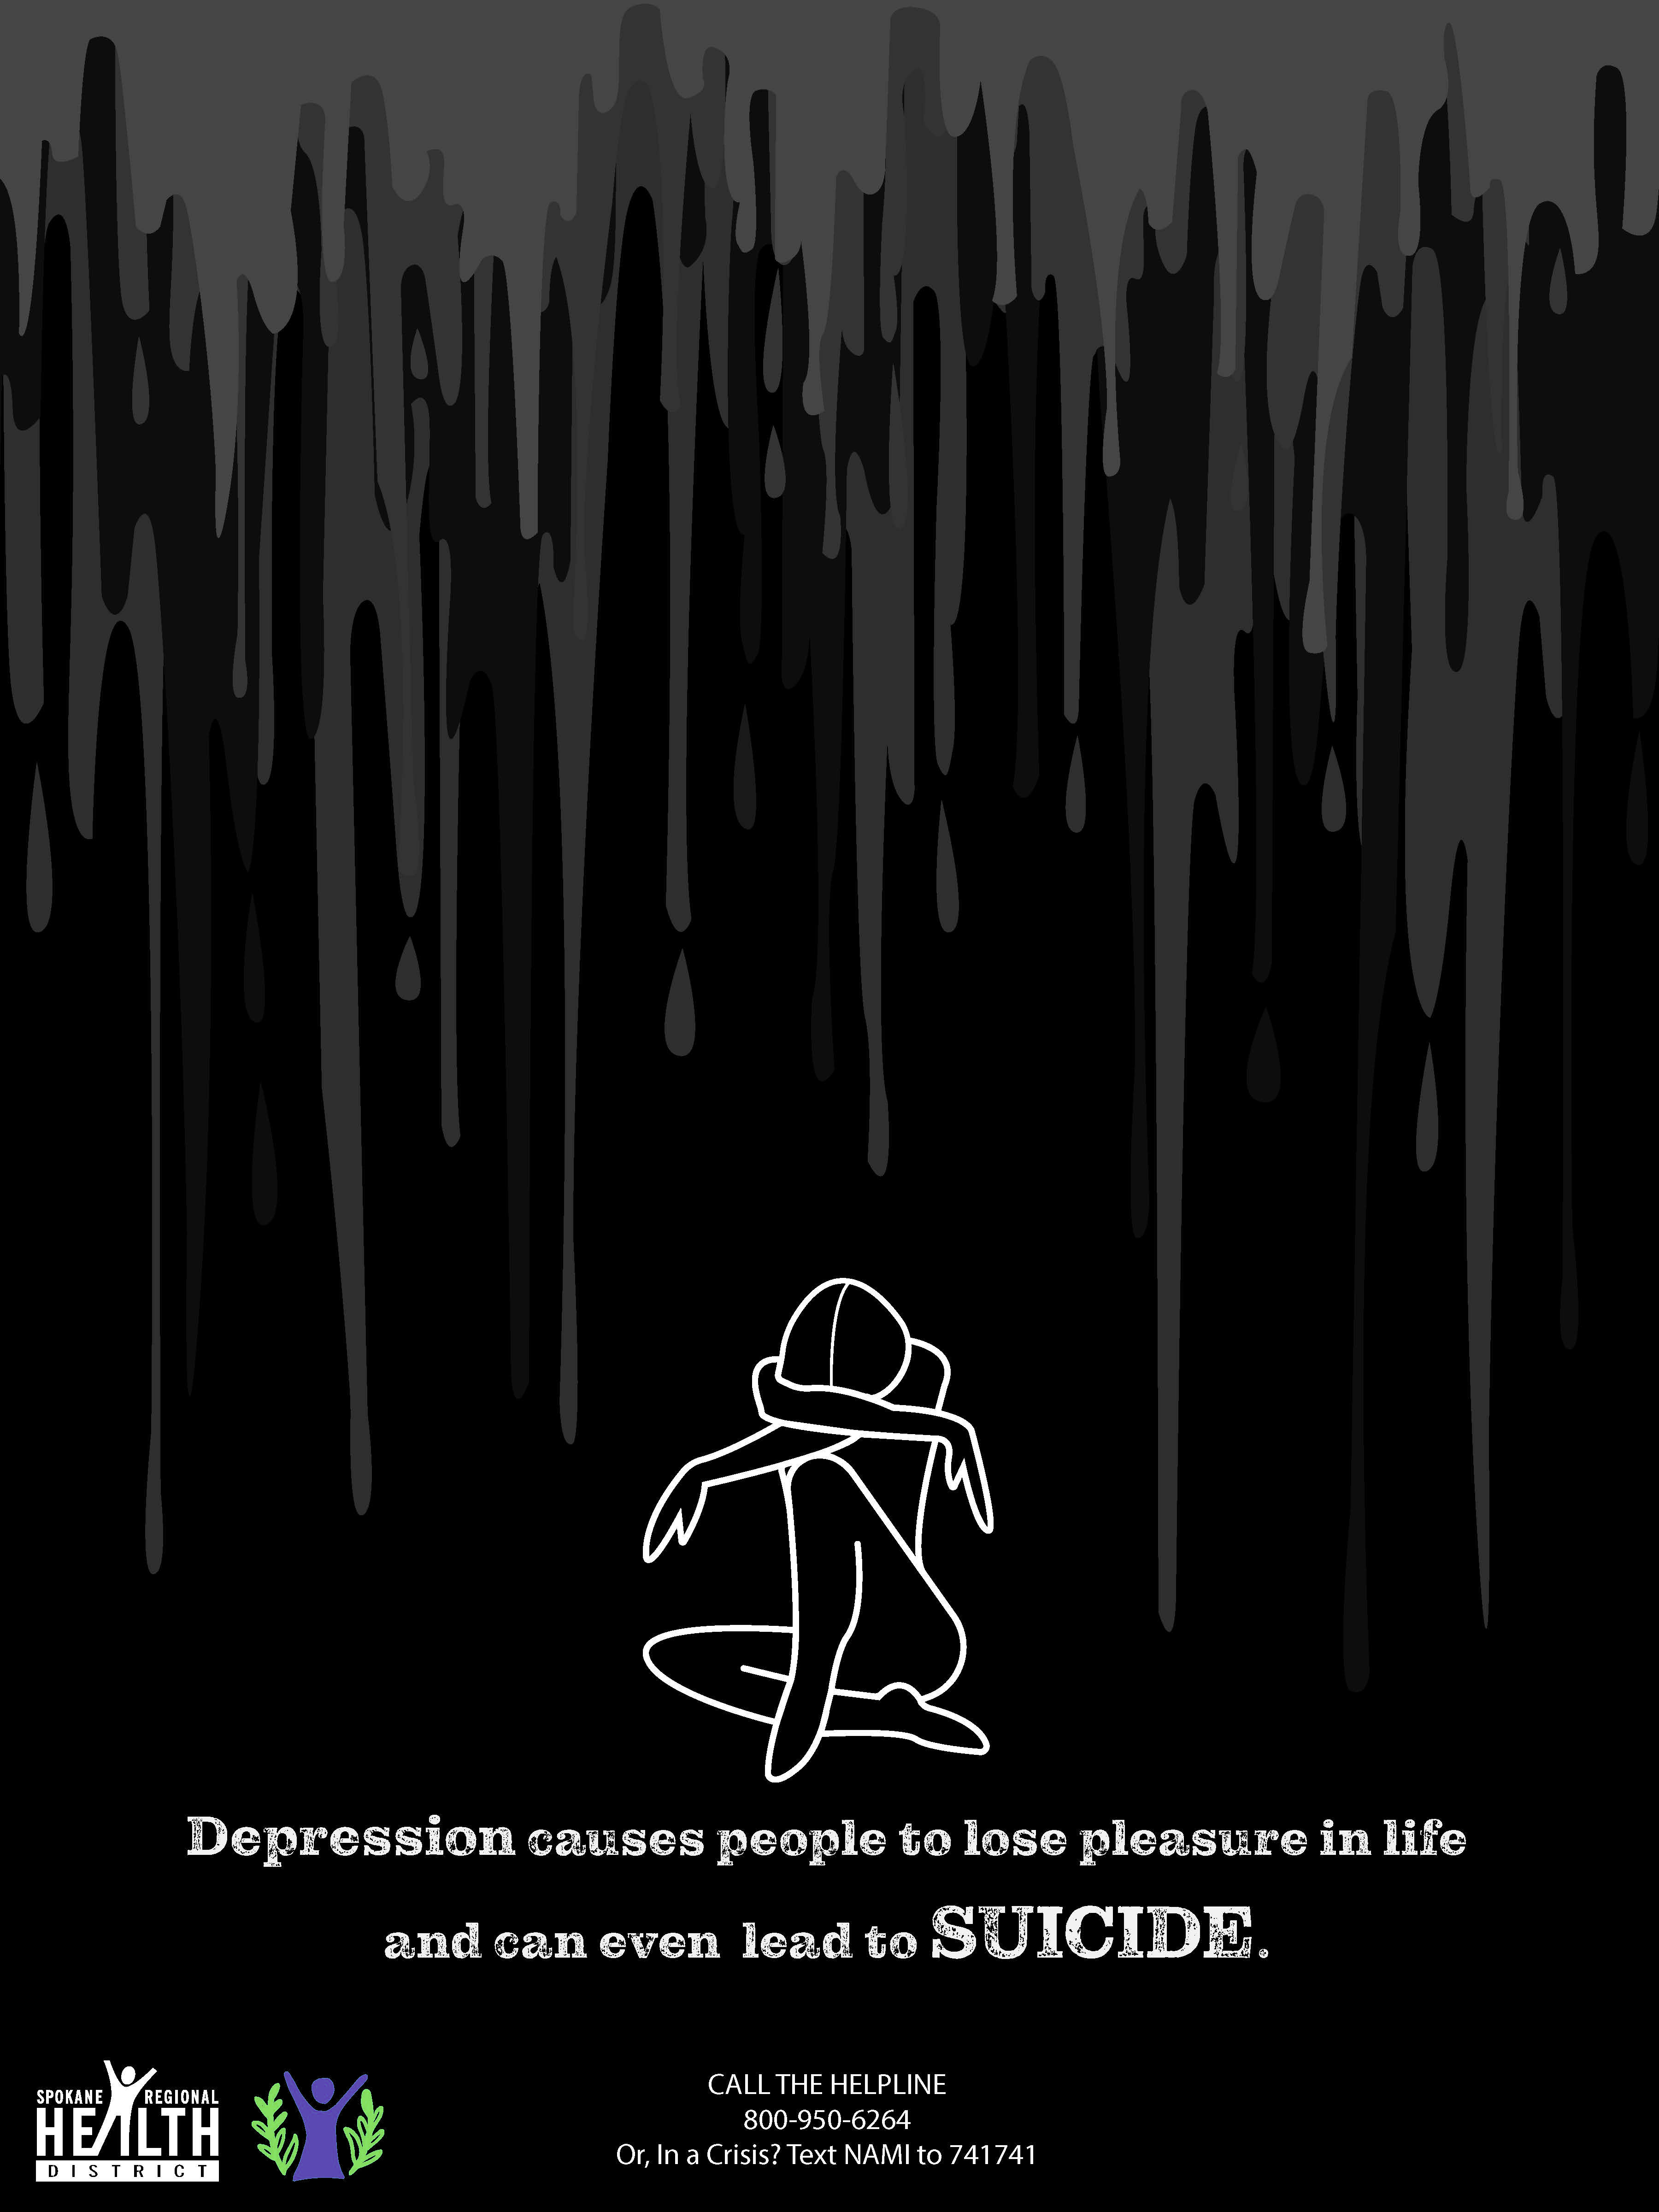 Depression causes people to lose pleasure in life
and can even lead to SUICIDE.
SPOKANE REGIONAL
HEALTH
DISTRICT
CALL THE HELPLINE
800-950-6264
Or, In a Crisis? Text NAMI to 741741